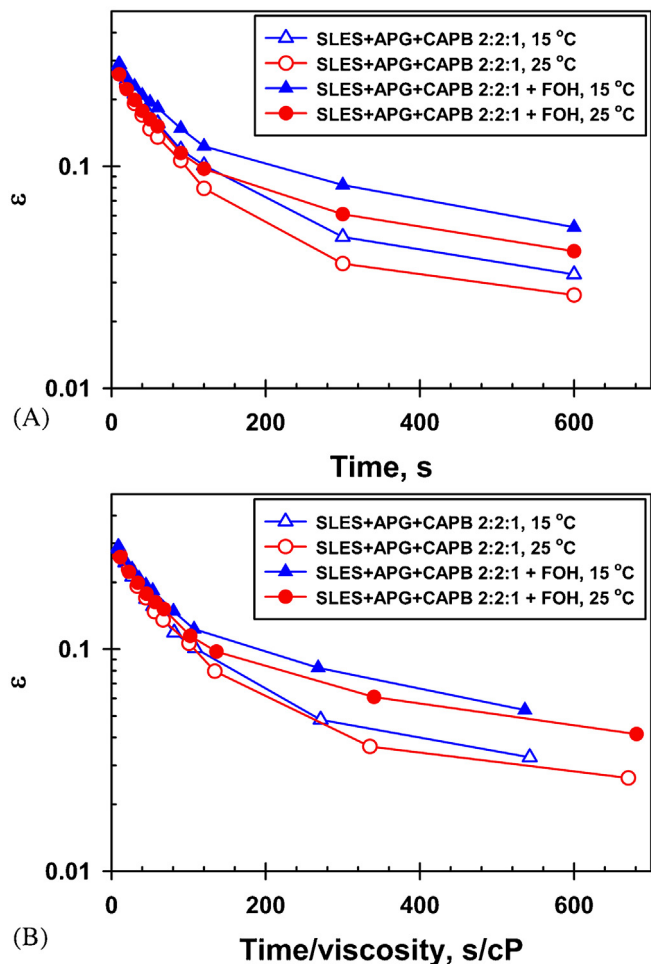 SLES+APG+CAPB 2:2:1, 15 °C
SLES+APG+CAPB 2:2:1, 25 °C
SLES+APG+CAPB 2:2:1 + FOH, 15 °C
SLES+APG+CAPB 2:2:1 + FOH, 25 °C
0.1
ε
0.01
0 200 400 600
(A)
Time, s
SLES+APG+CAPB 2:2:1, 15 °C
SLES+APG+CAPB 2:2:1, 25 °C
SLES+APG+CAPB 2:2:1 + FOH, 15 °C
SLES+APG+CAPB 2:2:1 + FOH, 25 °C
0.1
ε
0.01
0 200 400 600
(B)
Time/viscosity, s/cP